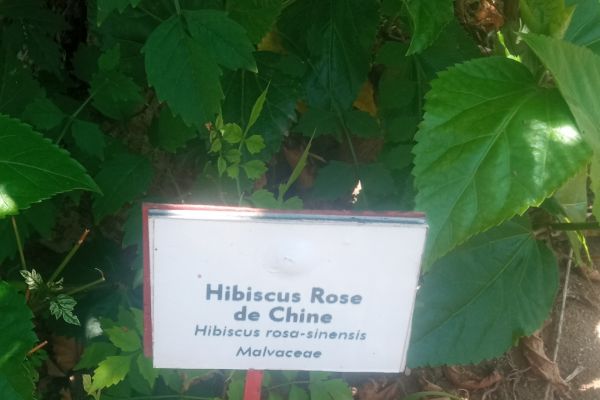 Hibiscus Rose
de Chine
Hibiscus rosa-sinensis
Malvaceae